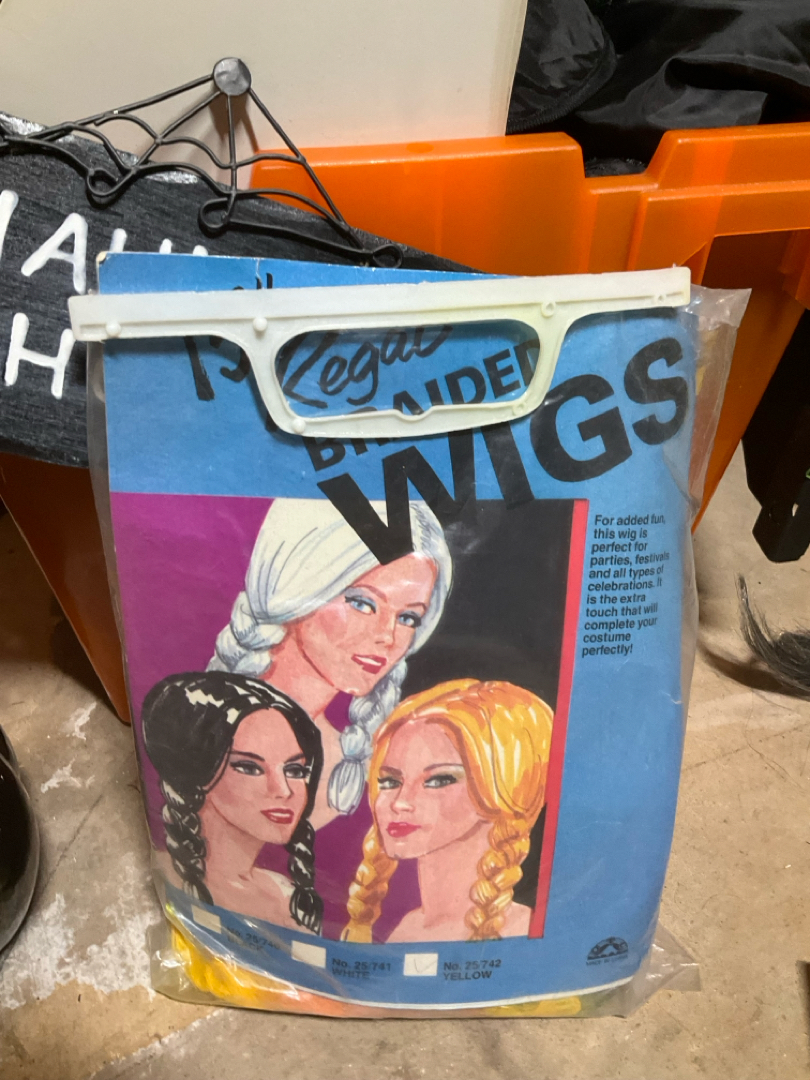 H
Regal
BRAIDED
WIGS
For added fun,
this wig is
perfect for
parties, festivals
and all types of
celebrations. It
is the extra
touch that will
complete your
costume
perfectly!
BLACK
No. 25/741
WHITE
No. 25/742
YELLOW